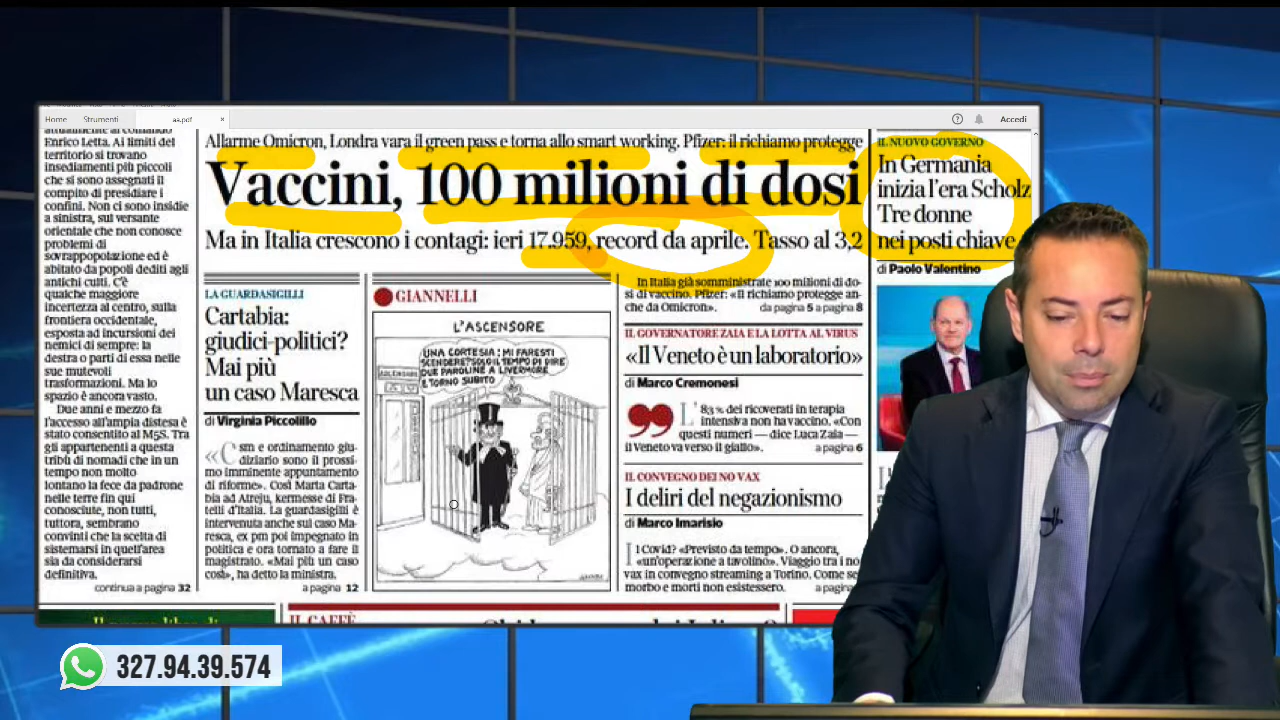 Home
Strumenti
aa.pdf
×
Accedi
Enrico Letta. Ai limiti del
territorio si trovano
insediamenti più piccoli
che si sono assegnati il
compito di presidiare i
confini. Non ci sono insidie
a sinistra, sul versante
orientale che non conosce
problemi di
sovrappopolazione ed è
abitato da popoli dediti agli
antichi culti. C'è
qualche maggiore
incertezza al centro, sulla
frontiera occidentale,
esposta ad incursioni dei
nemici di sempre: la
destra o parti di essa nelle
sue mutevoli
trasformazioni. Ma lo
spazio è ancora vasto.
Due anni e mezzo fa
l'accesso all'ampia distesa è
stato consentito al M5S. Tra
gli appartenenti a questa
tribù di nomadi che in un
tempo non molto
lontano la fece da padrone
nelle terre fin qui
conosciute, non tutti,
tuttora, sembrano
convinti che la scelta di
sistemarsi in quell'area
sia da considerarsi
definitiva.
continua a pagina 32
Allarme Omicron, Londra vara il green pass e torna allo smart working. Pfizer: il richiamo protegge
Vaccini, 100 milioni di dosi
Ma in Italia crescono i contagi: ieri 17.959, record da aprile. Tasso al 3,2
LA GUARDASIGILLI
Cartabia:
giudici-politici?
Mai più
un caso Maresca
di Virginia Piccolillo
«Csm e ordinamento giu-
diziario sono il prossi-
mo imminente appuntamento
di riforme». Così Marta Carta-
bia ad Atreju, kermesse di Fra-
telli d'Italia. La guardasigilli è
intervenuta anche sul caso Ma-
resca, ex pm poi impegnato in
politica e ora tornato a fare il
magistrato. «Mai più un caso
così», ha detto la ministra.
a pagina 12
GIANNELLI
L'ASCENSORE
UNA CORTESIA: MI FARESTI
SCENDERE? SOLO IL TEMPO DI DIRE
DUE PAROLINE A LIVERMORE
E TORNO SUBITO
ASCENSORE
In Italia già somministrate 100 milioni di do-
si di vaccino. Pfizer: «Il richiamo protegge an-
che da Omicron». da pagina 5 a pagina 8
IL GOVERNATORE ZAIA E LA LOTTA AL VIRUS
«Il Veneto è un laboratorio»
di Marco Cremonesi
L'83% dei ricoverati in terapia
intensiva non ha vaccino. «Con
questi numeri — dice Luca Zaia —
il Veneto va verso il giallo». a pagina 6
IL CONVEGNO DEI NO VAX
I deliri del negazionismo
di Marco Imarisio
Il Covid? «Previsto da tempo». O ancora,
«un'operazione a tavolino». Viaggio tra i no
vax in convegno streaming a Torino. Come se
morbo e morti non esistessero. a pagin
IL NUOVO GOVERNO
In Germania
inizia l'era Scholz
Tre donne
nei posti chiave
di Paolo Valentino
IL CAFFÈ
327.94.39.574